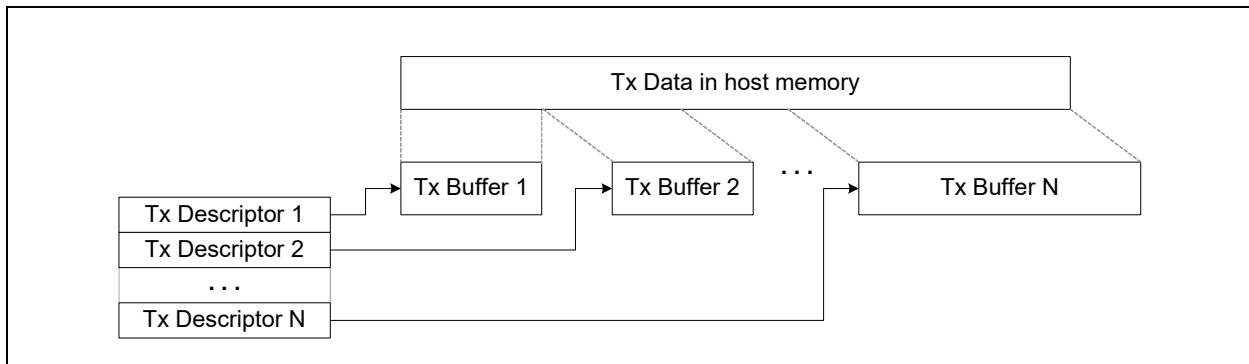 Tx Data in host memory
Tx Buffer 1
Tx Buffer 2
. . .
Tx Buffer N
Tx Descriptor 1
Tx Descriptor 2
. . .
Tx Descriptor N